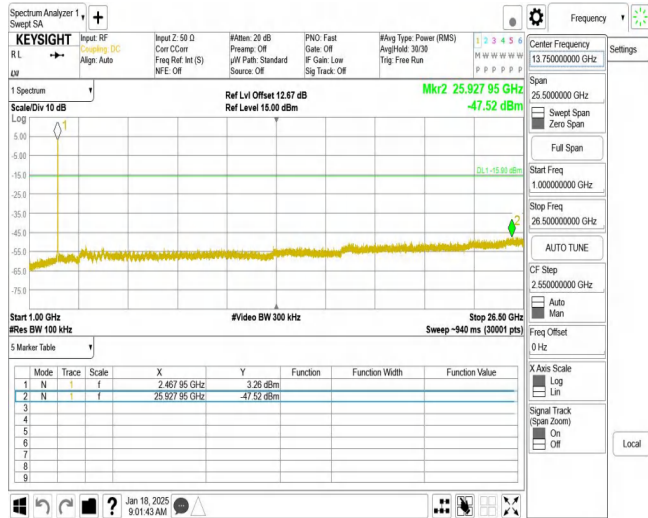 Spectrum Analyzer 1
Swept SA
Frequency
KEYSIGHT
RL
Input: RF
Coupling: DC
Align: Auto
Input Z: 50 Ω
Corr CCorr
Freq Ref: Int (S)
NFE: Off
#Atten: 20 dB
Preamp: Off
µW Path: Standard
Source: Off
PNO: Fast
Gate: Off
IF Gain: Low
Sig Track: Off
#Avg Type: Power (RMS)
Avg|Hold: 30/30
Trig: Free Run
1 2 3 4 5 6
M W W W W W
P P P P P P
1 Spectrum
Scale/Div 10 dB
Log
Ref Lvl Offset 12.67 dB
Ref Level 15.00 dBm
Mkr2 25.927 95 GHz
-47.52 dBm
5.00
-5.00
-15.0
-25.0
-35.0
-45.0
-55.0
-65.0
-75.0
1
2
Start 1.00 GHz
#Res BW 100 kHz
#Video BW 300 kHz
Stop 26.50 GHz
Sweep ~940 ms (30001 pts)
5 Marker Table
Mode Trace Scale X Y Function Function Width Function Value
1 N 1 f 2.467 95 GHz 3.26 dBm
2 N 1 f 25.927 95 GHz -47.52 dBm
3
4
5
6
7
8
9
Jan 18, 2025
9:01:43 AM
?
Center Frequency
13.750000000 GHz
Settings
Span
25.5000000 GHz
Swept Span
Zero Span
Full Span
Start Freq
1.000000000 GHz
Stop Freq
26.500000000 GHz
AUTO TUNE
CF Step
2.550000000 GHz
Auto
Man
Freq Offset
0 Hz
X Axis Scale
Log
Lin
Signal Track
(Span Zoom)
On
Off
Local